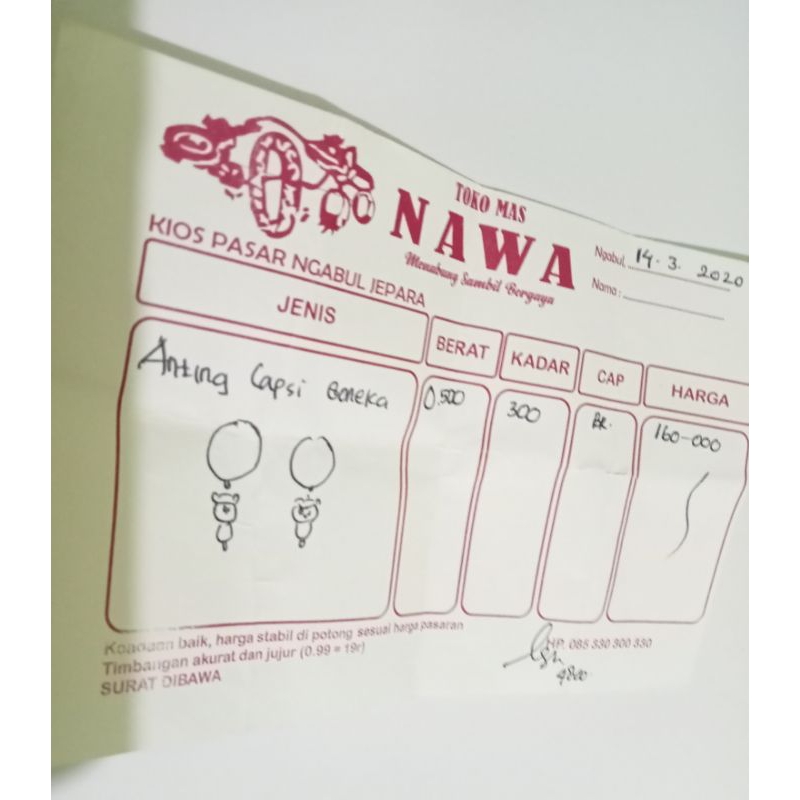 TOKO MAS
NAWA
Menabung Sambil Bergaya
Ngabul, 14. 3. 2020
Nama :
KIOS PASAR NGABUL JEPARA
JENIS BERAT KADAR CAP HARGA
Anting Capsi Boneka 0.500 300 160-000
Keadaan baik, harga stabil di potong sesuai harga pasaran
Timbangan akurat dan jujur (0.99 = 19r)
SURAT DIBAWA
HP. 085 330 300 330